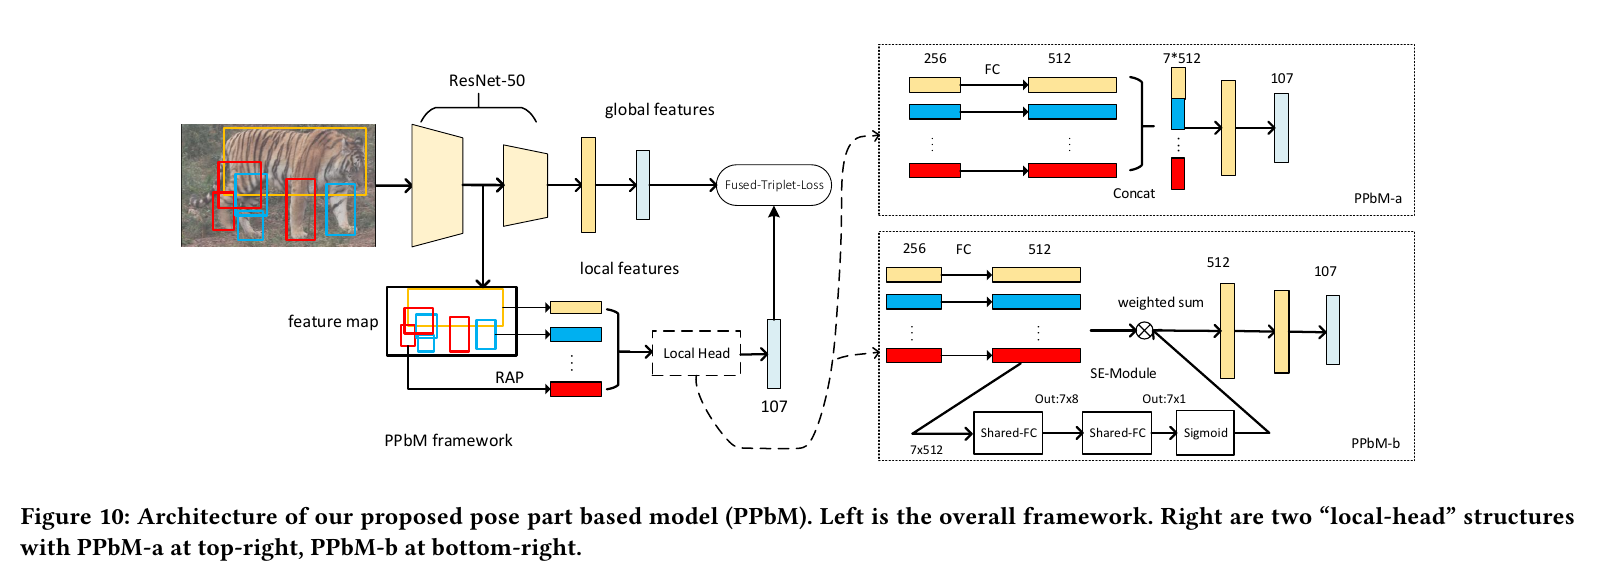 ResNet-50
global features
Fused-Triplet-Loss
local features
feature map
RAP
Local Head
107
PPbM framework
256
FC
512
7*512
107
Concat
PPbM-a
256
FC
512
512
107
weighted sum
SE-Module
Out:7x8
Out:7x1
Shared-FC
Shared-FC
Sigmoid
7x512
PPbM-b
Figure 10: Architecture of our proposed pose part based model (PPbM). Left is the overall framework. Right are two “local-head” structures
with PPbM-a at top-right, PPbM-b at bottom-right.